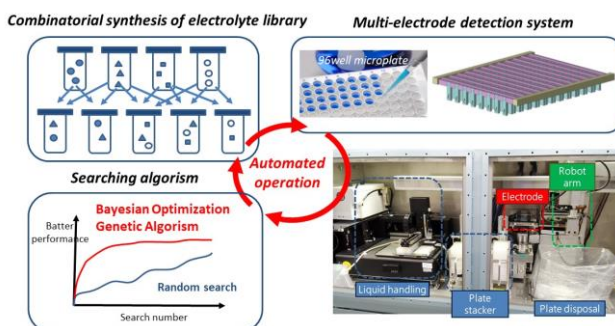 Combinatorial synthesis of electrolyte library
Multi-electrode detection system
96well microplate
Automated
operation
Searching algorism
Batter
performance
Bayesian Optimization
Genetic Algorism
Random search
Search number
Robot
arm
Electrode
Liquid handling
Plate
stacker
Plate disposal